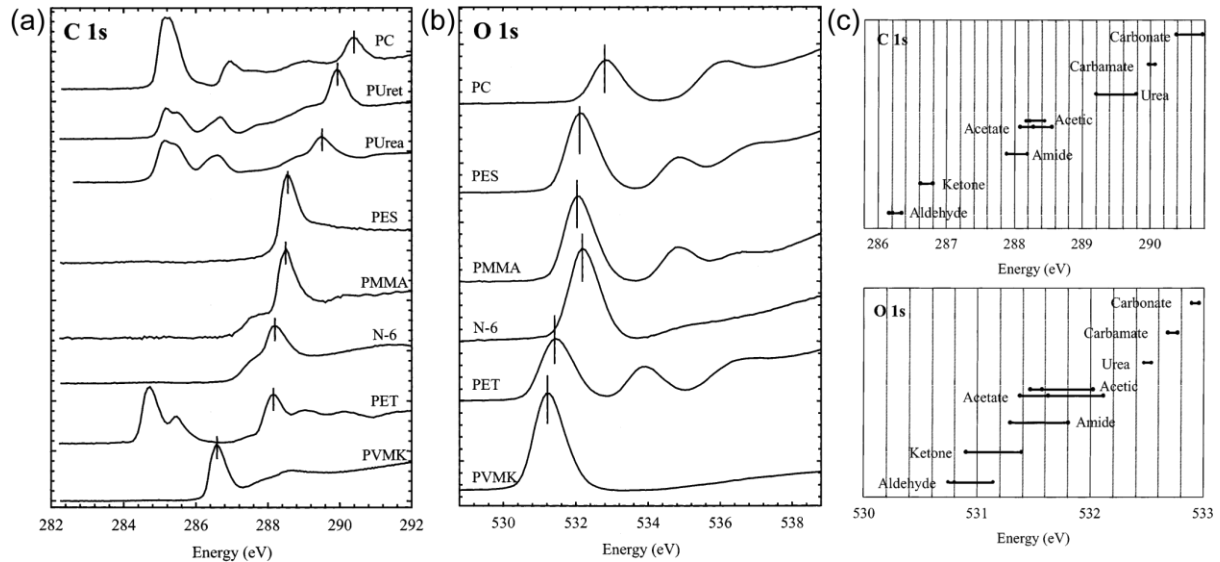 (a)
C 1s
PC
PUret
PUrea
PES
PMMA
N-6
PET
PVMK
282 284 286 288 290 292
Energy (eV)
(b)
O 1s
PC
PES
PMMA
N-6
PET
PVMK
530 532 534 536 538
Energy (eV)
(c)
C 1s
Carbonate
Carbamate
Urea
Acetic
Acetate
Amide
Ketone
Aldehyde
286 287 288 289 290
Energy (eV)
O 1s
Carbonate
Carbamate
Urea
Acetic
Acetate
Amide
Ketone
Aldehyde
530 531 532 533
Energy (eV)